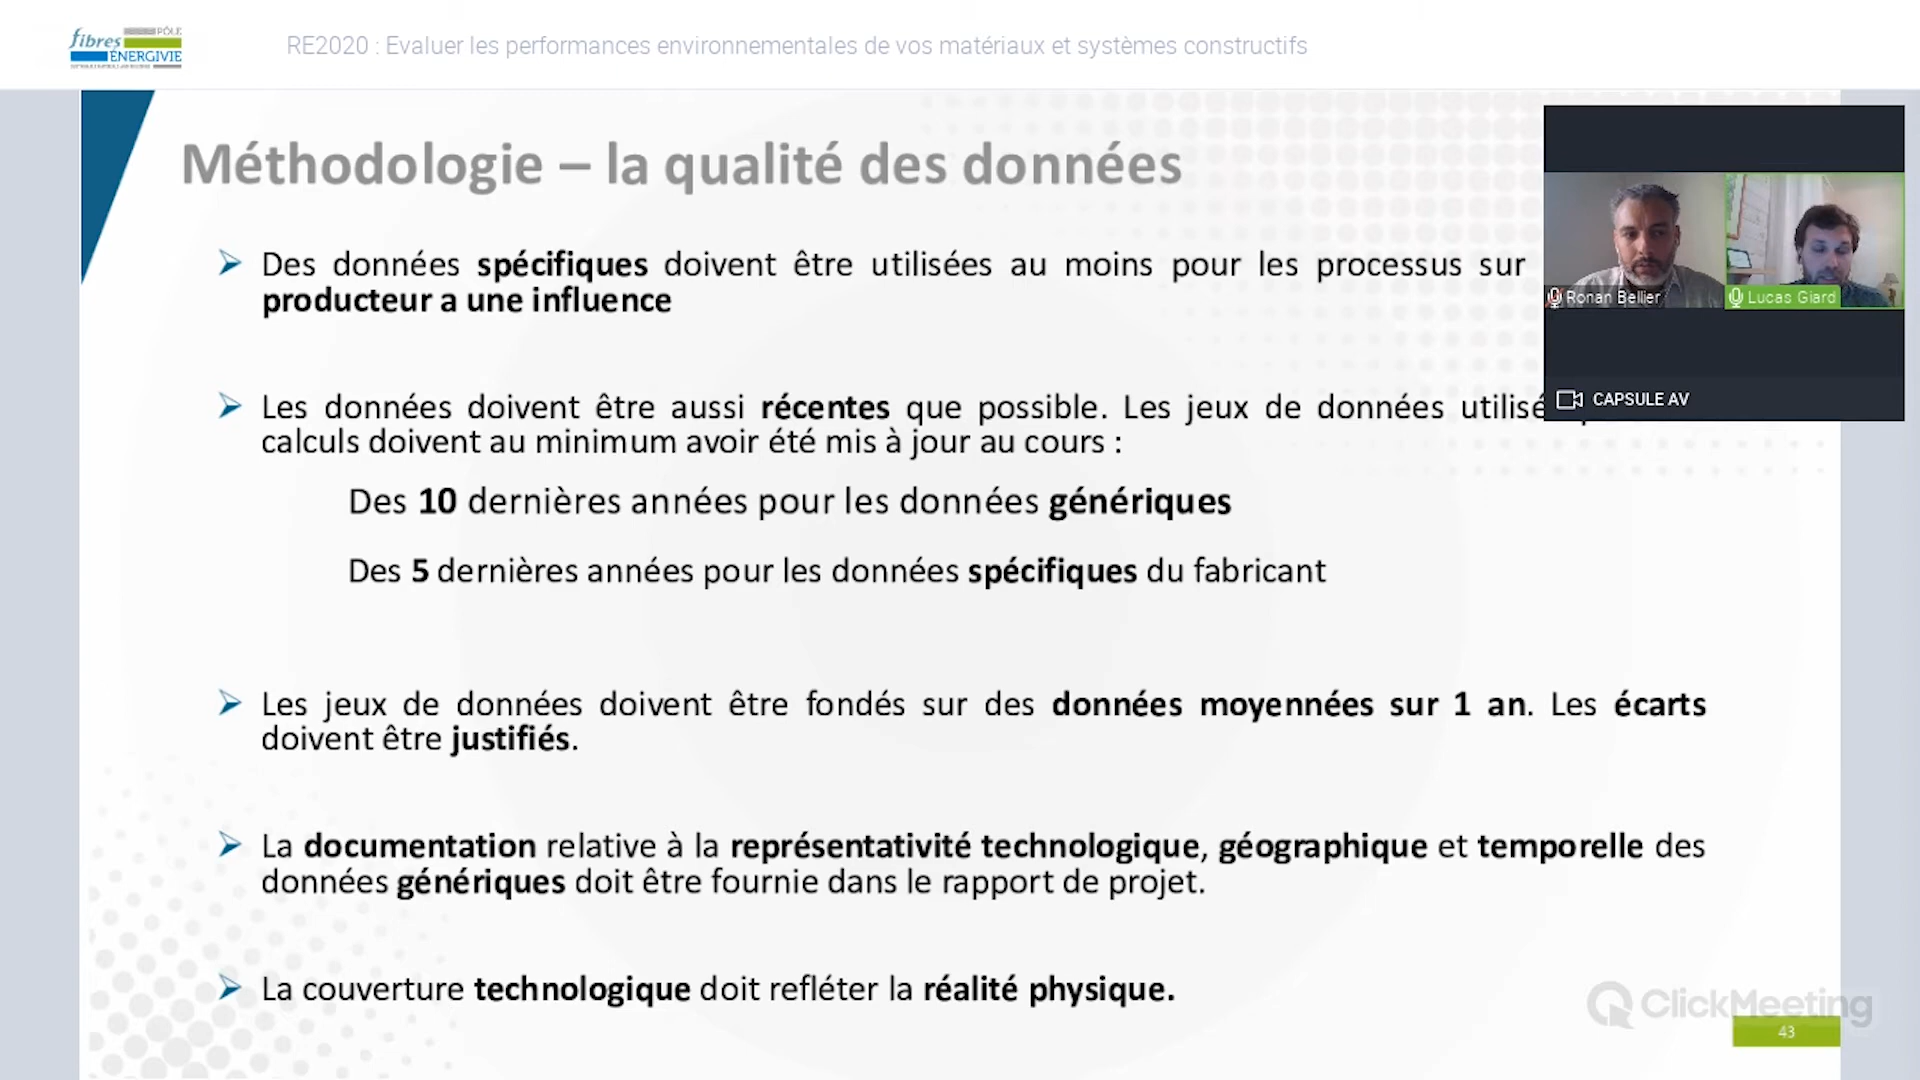 fibres PÔLE
ÉNERGIVIE
RE2020 : Evaluer les performances environnementales de vos matériaux et systèmes constructifs
Méthodologie – la qualité des données
Des données spécifiques doivent être utilisées au moins pour les processus sur
producteur a une influence
Les données doivent être aussi récentes que possible. Les jeux de données utilisé
calculs doivent au minimum avoir été mis à jour au cours :
Des 10 dernières années pour les données génériques
Des 5 dernières années pour les données spécifiques du fabricant
Les jeux de données doivent être fondés sur des données moyennées sur 1 an. Les écarts
doivent être justifiés.
La documentation relative à la représentativité technologique, géographique et temporelle des
données génériques doit être fournie dans le rapport de projet.
La couverture technologique doit refléter la réalité physique.
Ronan Bellier
Lucas Giard
CAPSULE AV
ClickMeeting
43